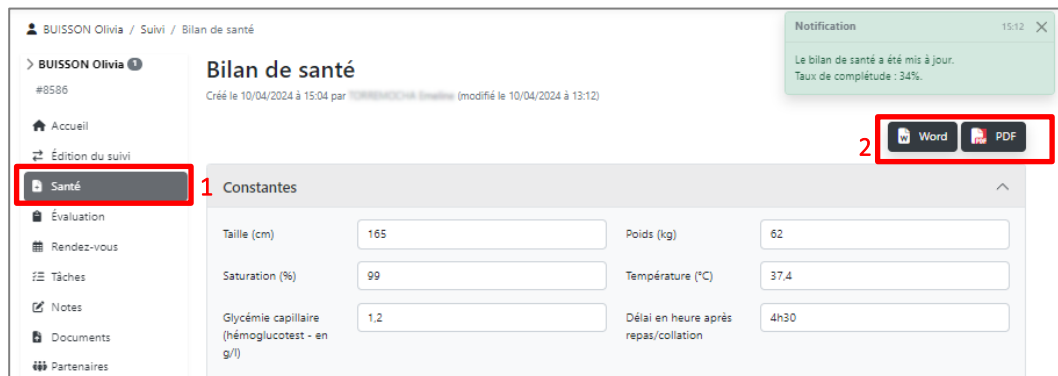 BUISSON Olivia / Suivi / Bilan de santé
Notification 15:12
Le bilan de santé a été mis à jour.
Taux de complétude : 34%.
BUISSON Olivia 1
#8586
Bilan de santé
Créé le 10/04/2024 à 15:04 par (modifié le 10/04/2024 à 13:12)
Accueil
Édition du suivi
Santé
Évaluation
Rendez-vous
Tâches
Notes
Documents
Partenaires
1
2
Word
PDF
Constantes
Taille (cm) 165
Poids (kg) 62
Saturation (%) 99
Température (°C) 37,4
Glycémie capillaire
(hémoglucotest - en
g/l)
1,2
Délai en heure après
repas/collation
4h30